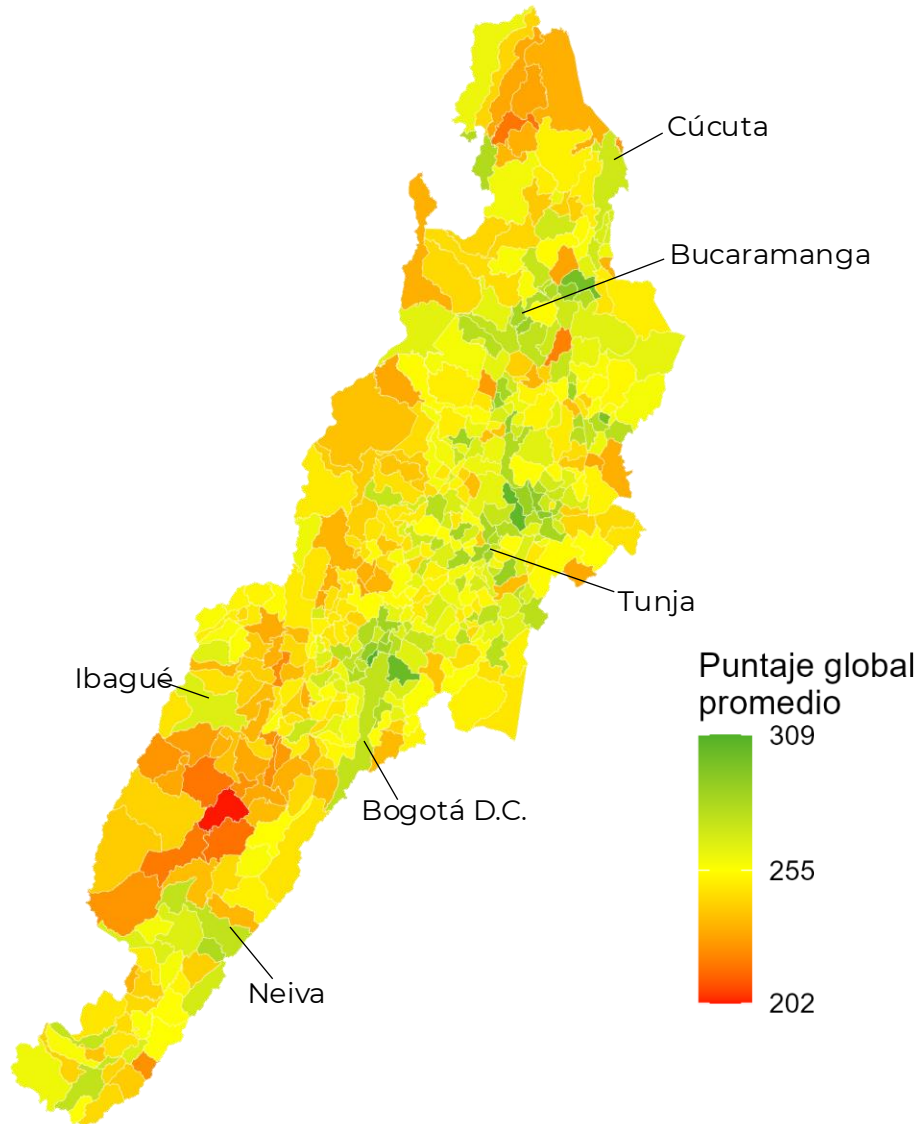 Cúcuta
Bucaramanga
Tunja
Puntaje global
promedio
Ibagué
309
Bogotá D.C.
255
Neiva
202